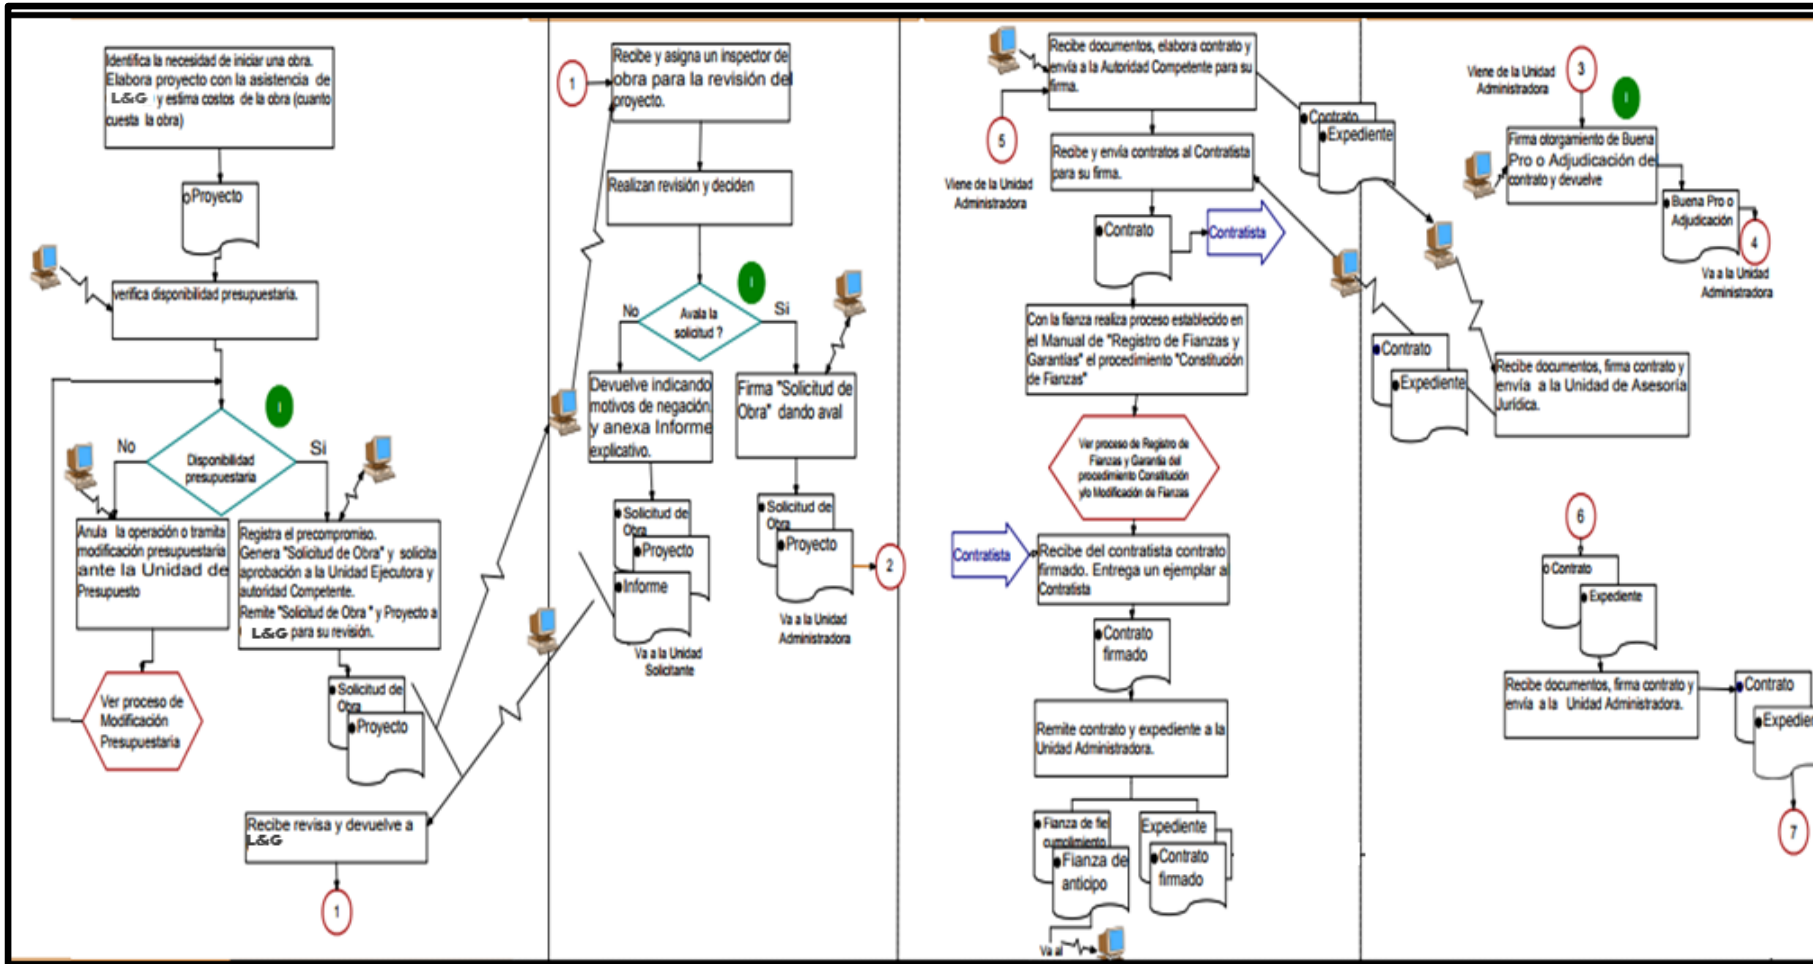 Identifica la necesidad de iniciar una obra.
Elabora proyecto con la asistencia de
L&G y estima costos de la obra (cuanto
cuesta la obra)
Proyecto
verifica disponibilidad presupuestaria.
I
No
Si
Disponibilidad
presupuestaria
Anula la operación o tramita
modificación presupuestaria
ante la Unidad de
Presupuesto
Registra el precompromiso.
Genera "Solicitud de Obra" y solicita
aprobación a la Unidad Ejecutora y
autoridad Competente.
Remite "Solicitud de Obra " y Proyecto a
L&G para su revisión.
Ver proceso de
Modificación
Presupuestaria
Solicitud de
Obra
Proyecto
Recibe revisa y devuelve a
L&G
1
1
Recibe y asigna un inspector de
obra para la revisión del
proyecto.
Realizan revisión y deciden
I
No
Si
Avala la
solicitud ?
Devuelve indicando
motivos de negación.
y anexa Informe
explicativo.
Firma "Solicitud de
Obra" dando aval
Solicitud de
Obra
Proyecto
Informe
Va a la Unidad
Solicitante
Solicitud de
Obra
Proyecto
2
Va a la Unidad
Administradora
Recibe documentos, elabora contrato y
envía a la Autoridad Competente para su
firma.
5
Viene de la Unidad
Administradora
Contrato
Expediente
Recibe y envía contratos al Contratista
para su firma.
Contrato
Contratista
Con la fianza realiza proceso establecido en
el Manual de "Registro de Fianzas y
Garantías" el procedimiento "Constitución
de Fianzas"
Ver proceso de Registro de
Fianzas y Garantía del
procedimiento Constitución
y/o Modificación de Fianzas
Contratista
Recibe del contratista contrato
firmado. Entrega un ejemplar a
Contratista
Contrato
firmado
Remite contrato y expediente a la
Unidad Administradora.
Fianza de fiel
cumplimiento
Fianza de
anticipo
Expediente
Contrato
firmado
Va al
Viene de la Unidad
Administradora
3
I
Firma otorgamiento de Buena
Pro o Adjudicación del
contrato y devuelve
Buena Pro o
Adjudicación
4
Va a la Unidad
Administradora
Contrato
Expediente
Recibe documentos, firma contrato y
envía a la Unidad de Asesoría
Jurídica.
6
Contrato
Expediente
Recibe documentos, firma contrato y
envía a la Unidad Administradora.
Contrato
7